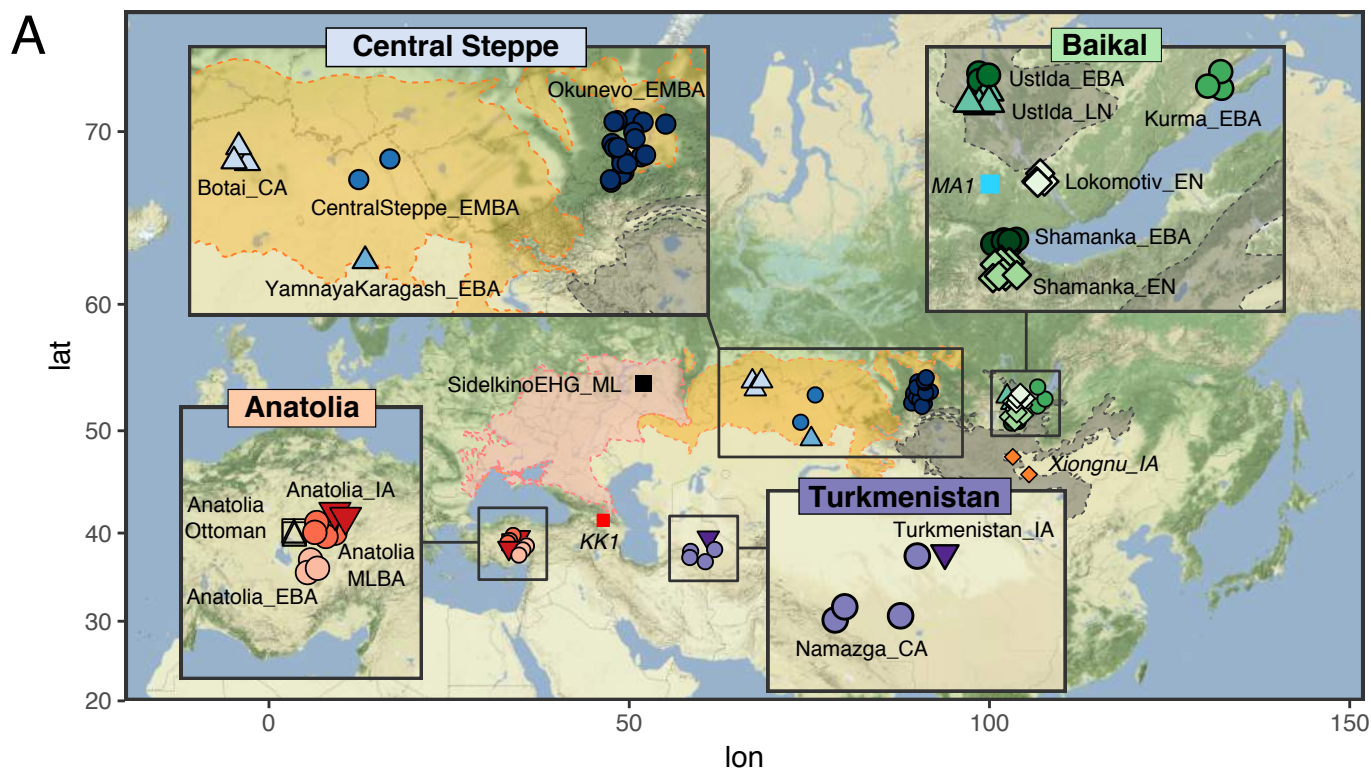 A
Central Steppe
Baikal
Okunevo_EMBA
Botai_CA
CentralSteppe_EMBA
YamnayaKaragash_EBA
UstIda_EBA
UstIda_LN
Kurma_EBA
MA1
Lokomotiv_EN
Shamanka_EBA
Shamanka_EN
SidelkinoEHG_ML
Anatolia
Anatolia_IA
Anatolia
Ottoman
Anatolia
MLBA
Anatolia_EBA
KK1
Xiongnu_IA
Turkmenistan
Turkmenistan_IA
Namazga_CA
lat
70
60
50
40
30
20
0
50
100
150
lon